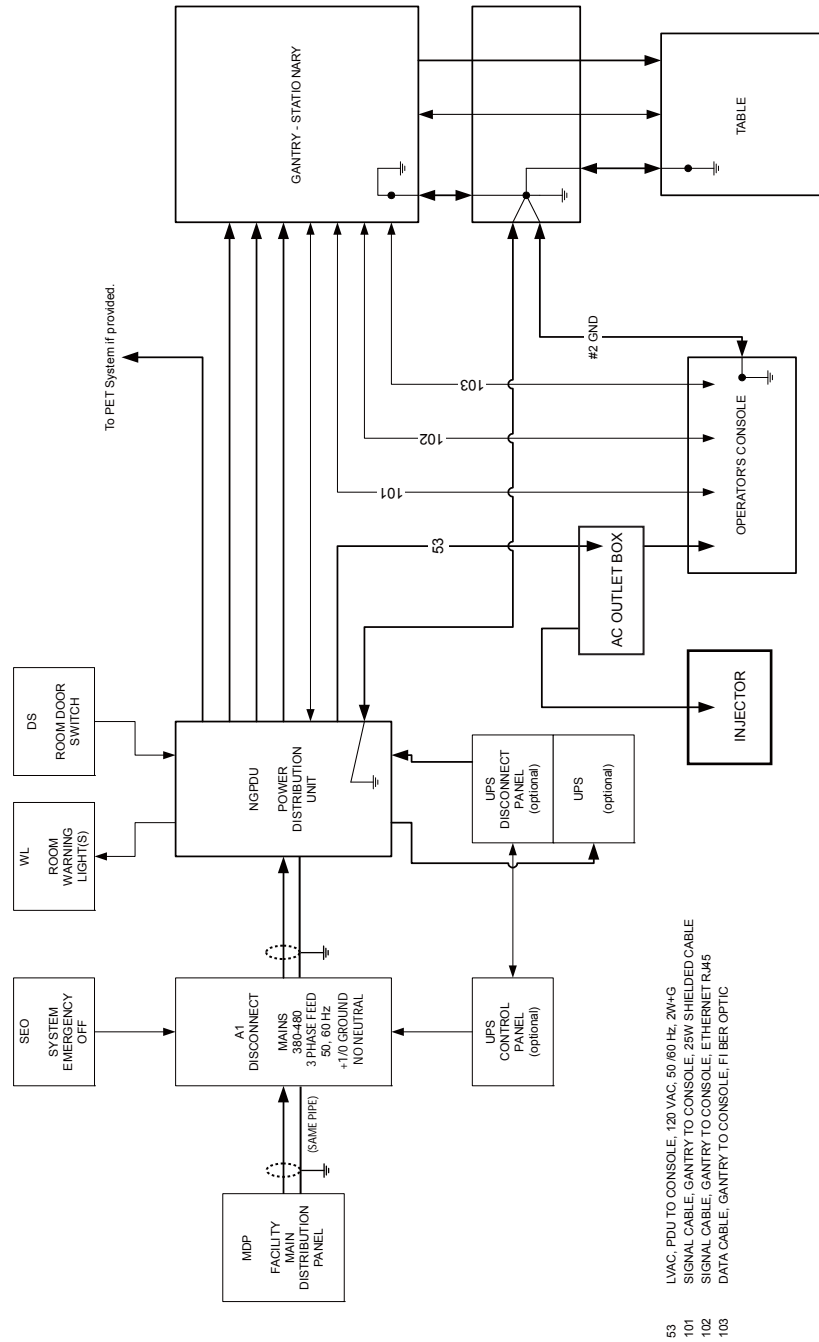 MDP
FACILITY
MAIN
DISTRIBUTION
PANEL
(SAME PIPE)
SEO
SYSTEM
EMERGENCY
OFF
A1
DISCONNECT
MAINS
380-480
3 PHASE FEED
50, 60 Hz
+1/0 GROUND
NO NEUTRAL
UPS
CONTROL
PANEL
(optional)
WL
ROOM
WARNING
LIGHT(S)
DS
ROOM DOOR
SWITCH
NGPDU
POWER
DISTRIBUTION
UNIT
UPS
DISCONNECT
PANEL
(optional)
UPS
(optional)
To PET System if provided.
53
101
102
103
#2 GND
AC OUTLET BOX
INJECTOR
OPERATOR'S CONSOLE
GANTRY - STATIONARY
TABLE
53 LVAC, PDU TO CONSOLE, 120 VAC, 50 /60 Hz, 2W+G
101 SIGNAL CABLE, GANTRY TO CONSOLE, 25W SHIELDED CABLE
102 SIGNAL CABLE, GANTRY TO CONSOLE, ETHERNET RJ45
103 DATA CABLE, GANTRY TO CONSOLE, FI BER OPTIC